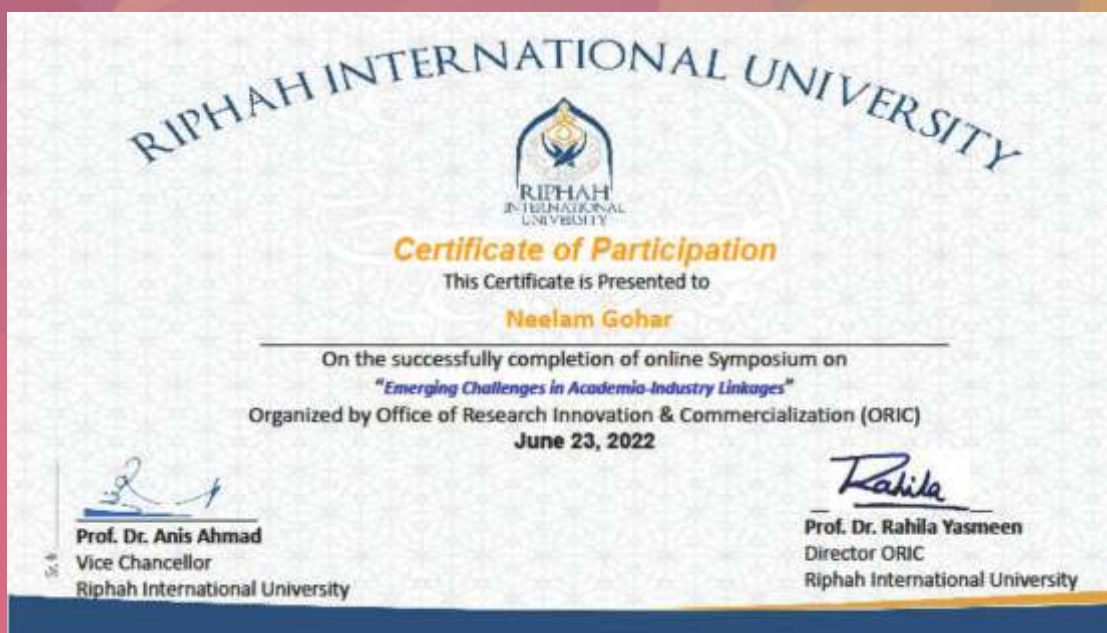 RIPHAH INTERNATIONAL UNIVERSITY
RIPHAH
INTERNATIONAL
UNIVERSITY
Certificate of Participation
This Certificate is Presented to
Neelam Gohar
On the successfully completion of online Symposium on
"Emerging Challenges in Academia-Industry Linkages"
Organized by Office of Research Innovation & Commercialization (ORIC)
June 23, 2022
Rahila
Prof. Dr. Anis Ahmad
Vice Chancellor
Riphah International University
Prof. Dr. Rahila Yasmeen
Director ORIC
Riphah International University